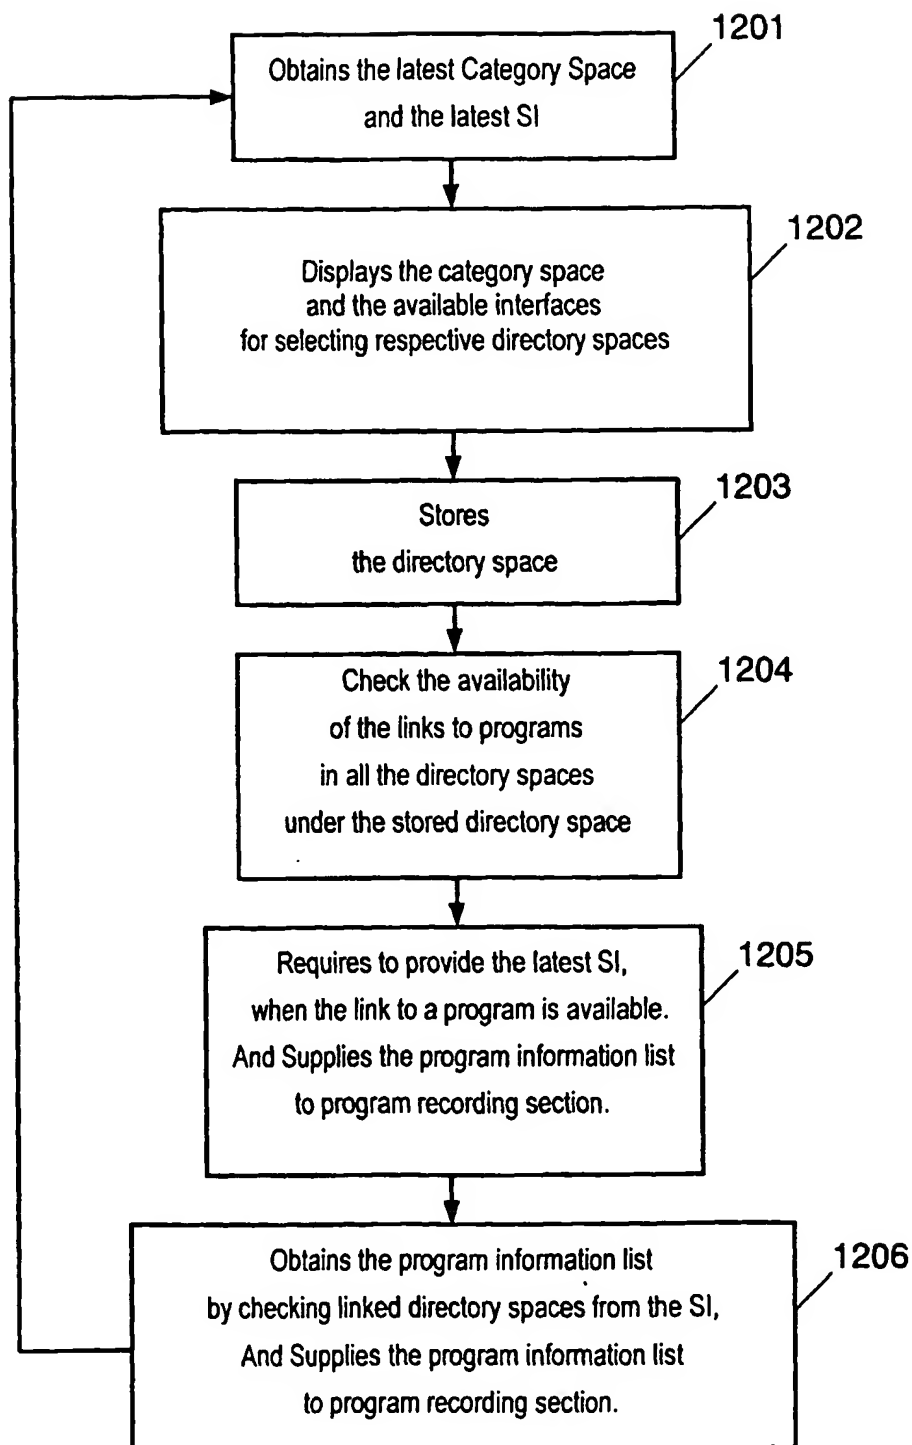 1201
Obtains the latest Category Space
and the latest SI
1202
Displays the category space
and the available interfaces
for selecting respective directory spaces
1203
Stores
the directory space
1204
Check the availability
of the links to programs
in all the directory spaces
under the stored directory space
1205
Requires to provide the latest SI,
when the link to a program is available.
And Supplies the program information list
to program recording section.
1206
Obtains the program information list
by checking linked directory spaces from the SI,
And Supplies the program information list
to program recording section.